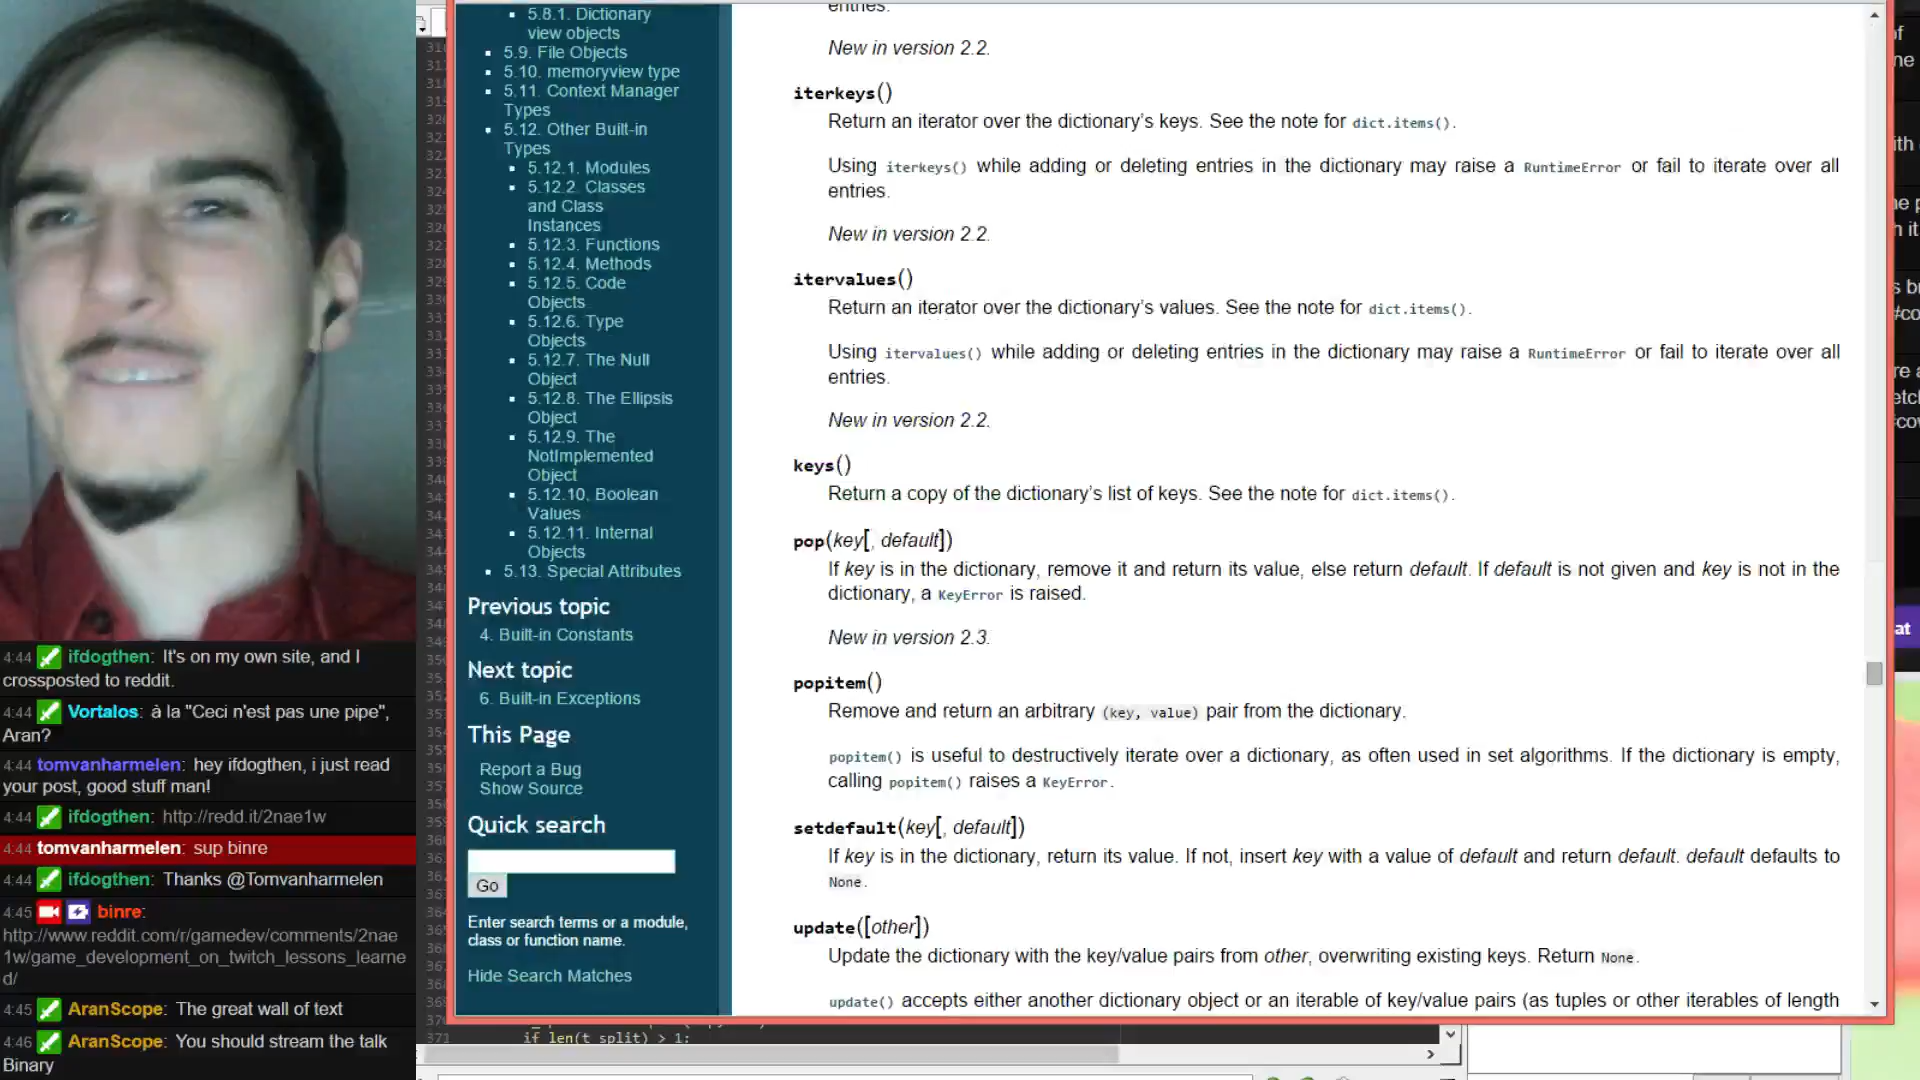 5.8.1. Dictionary
view objects
5.9. File Objects
5.10. memoryview type
5.11. Context Manager
Types
5.12. Other Built-in
Types
5.12.1. Modules
5.12.2. Classes
and Class
Instances
5.12.3. Functions
5.12.4. Methods
5.12.5. Code
Objects
5.12.6. Type
Objects
5.12.7. The Null
Object
5.12.8. The Ellipsis
Object
5.12.9. The
NotImplemented
Object
5.12.10. Boolean
Values
5.12.11. Internal
Objects
5.13. Special Attributes
Previous topic
4. Built-in Constants
Next topic
6. Built-in Exceptions
This Page
Report a Bug
Show Source
Quick search
Go
Enter search terms or a module,
class or function name.
Hide Search Matches
entries.
New in version 2.2.
iterkeys()
Return an iterator over the dictionary’s keys. See the note for dict.items().
Using iterkeys() while adding or deleting entries in the dictionary may raise a RuntimeError or fail to iterate over all
entries.
New in version 2.2.
itervalues()
Return an iterator over the dictionary’s values. See the note for dict.items().
Using itervalues() while adding or deleting entries in the dictionary may raise a RuntimeError or fail to iterate over all
entries.
New in version 2.2.
keys()
Return a copy of the dictionary’s list of keys. See the note for dict.items().
pop(key[, default])
If key is in the dictionary, remove it and return its value, else return default. If default is not given and key is not in the
dictionary, a KeyError is raised.
New in version 2.3.
popitem()
Remove and return an arbitrary (key, value) pair from the dictionary.
popitem() is useful to destructively iterate over a dictionary, as often used in set algorithms. If the dictionary is empty,
calling popitem() raises a KeyError.
setdefault(key[, default])
If key is in the dictionary, return its value. If not, insert key with a value of default and return default. default defaults to
None.
update([other])
Update the dictionary with the key/value pairs from other, overwriting existing keys. Return None.
update() accepts either another dictionary object or an iterable of key/value pairs (as tuples or other iterables of length
371 if len(t_split) > 1:
4:44 ifdogthen: It's on my own site, and I
crossposted to reddit.
4:44 Vortalos: à la "Ceci n'est pas une pipe",
Aran?
4:44 tomvanharmelen: hey ifdogthen, i just read
your post, good stuff man!
4:44 ifdogthen: http://redd.it/2nae1w
4:44 tomvanharmelen: sup binre
4:44 ifdogthen: Thanks @Tomvanharmelen
4:45 binre:
http://www.reddit.com/r/gamedev/comments/2nae
1w/game_development_on_twitch_lessons_learne
d/
4:45 AranScope: The great wall of text
4:46 AranScope: You should stream the talk
Binary